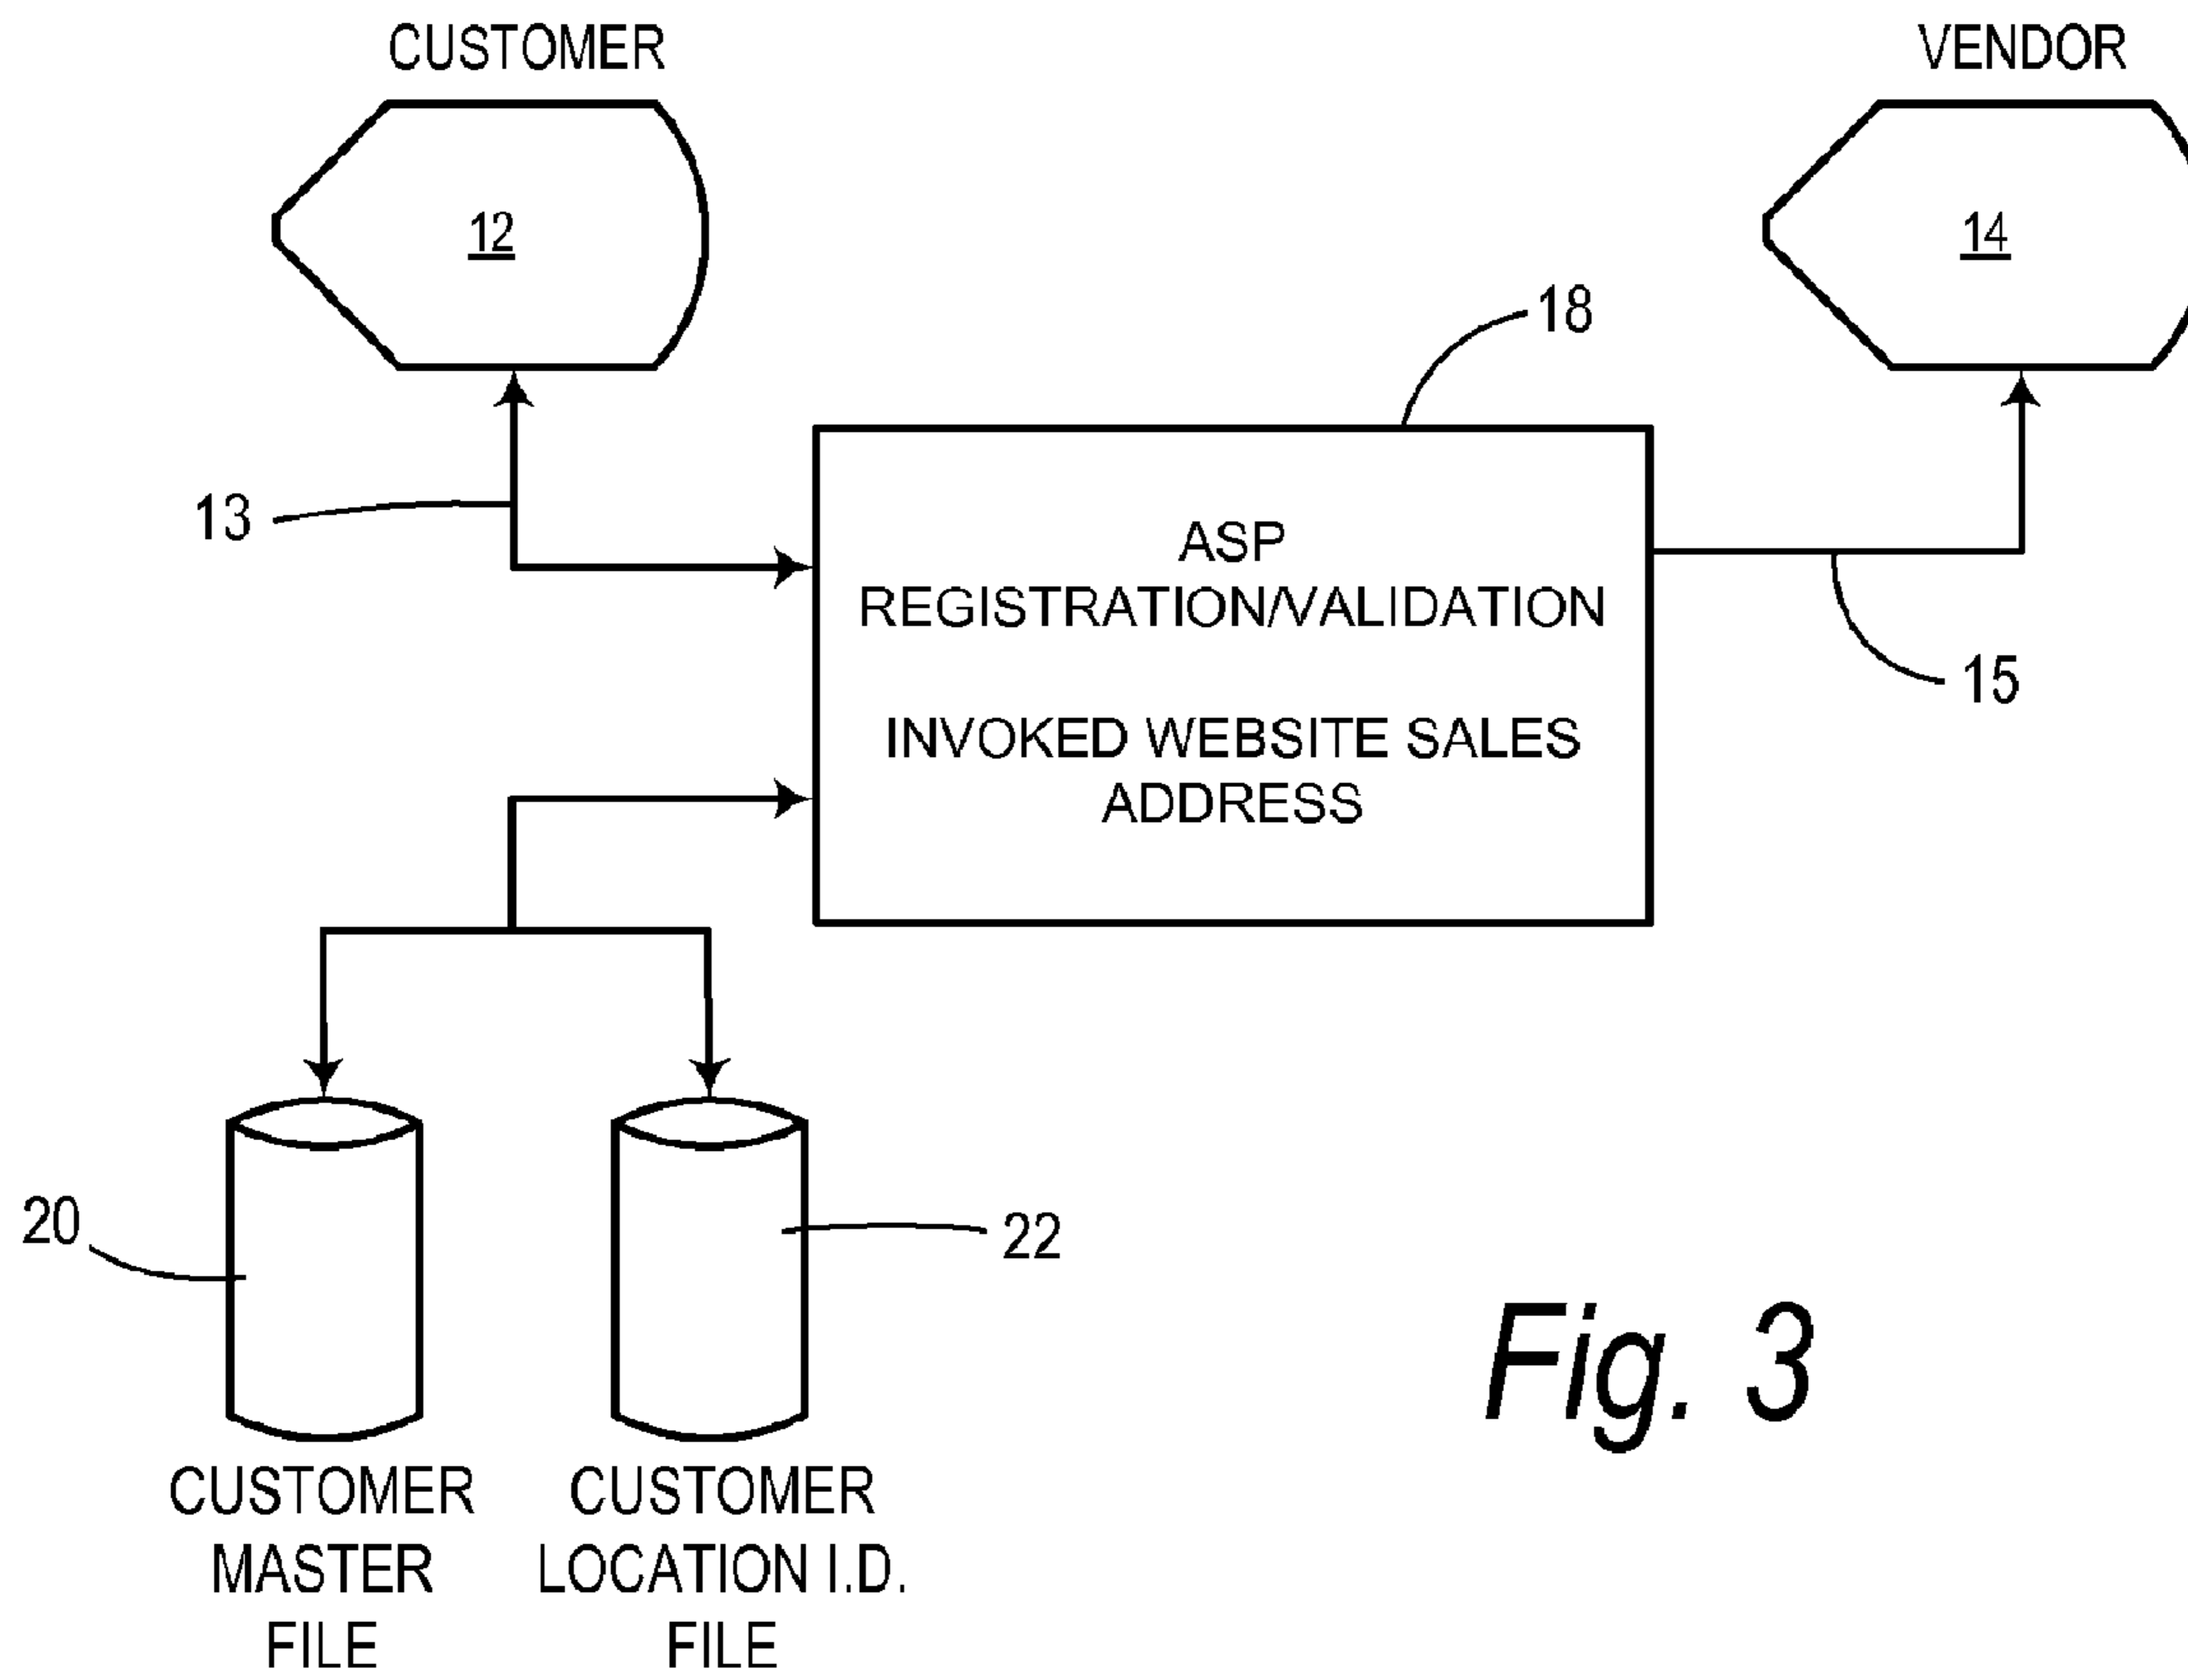 CUSTOMER
VENDOR
12
14
18
13
ASP
REGISTRATION/VALIDATION
15
INVOKED WEBSITE SALES
ADDRESS
20
22
Fig. 3
CUSTOMER
MASTER
FILE
CUSTOMER
LOCATION I.D.
FILE